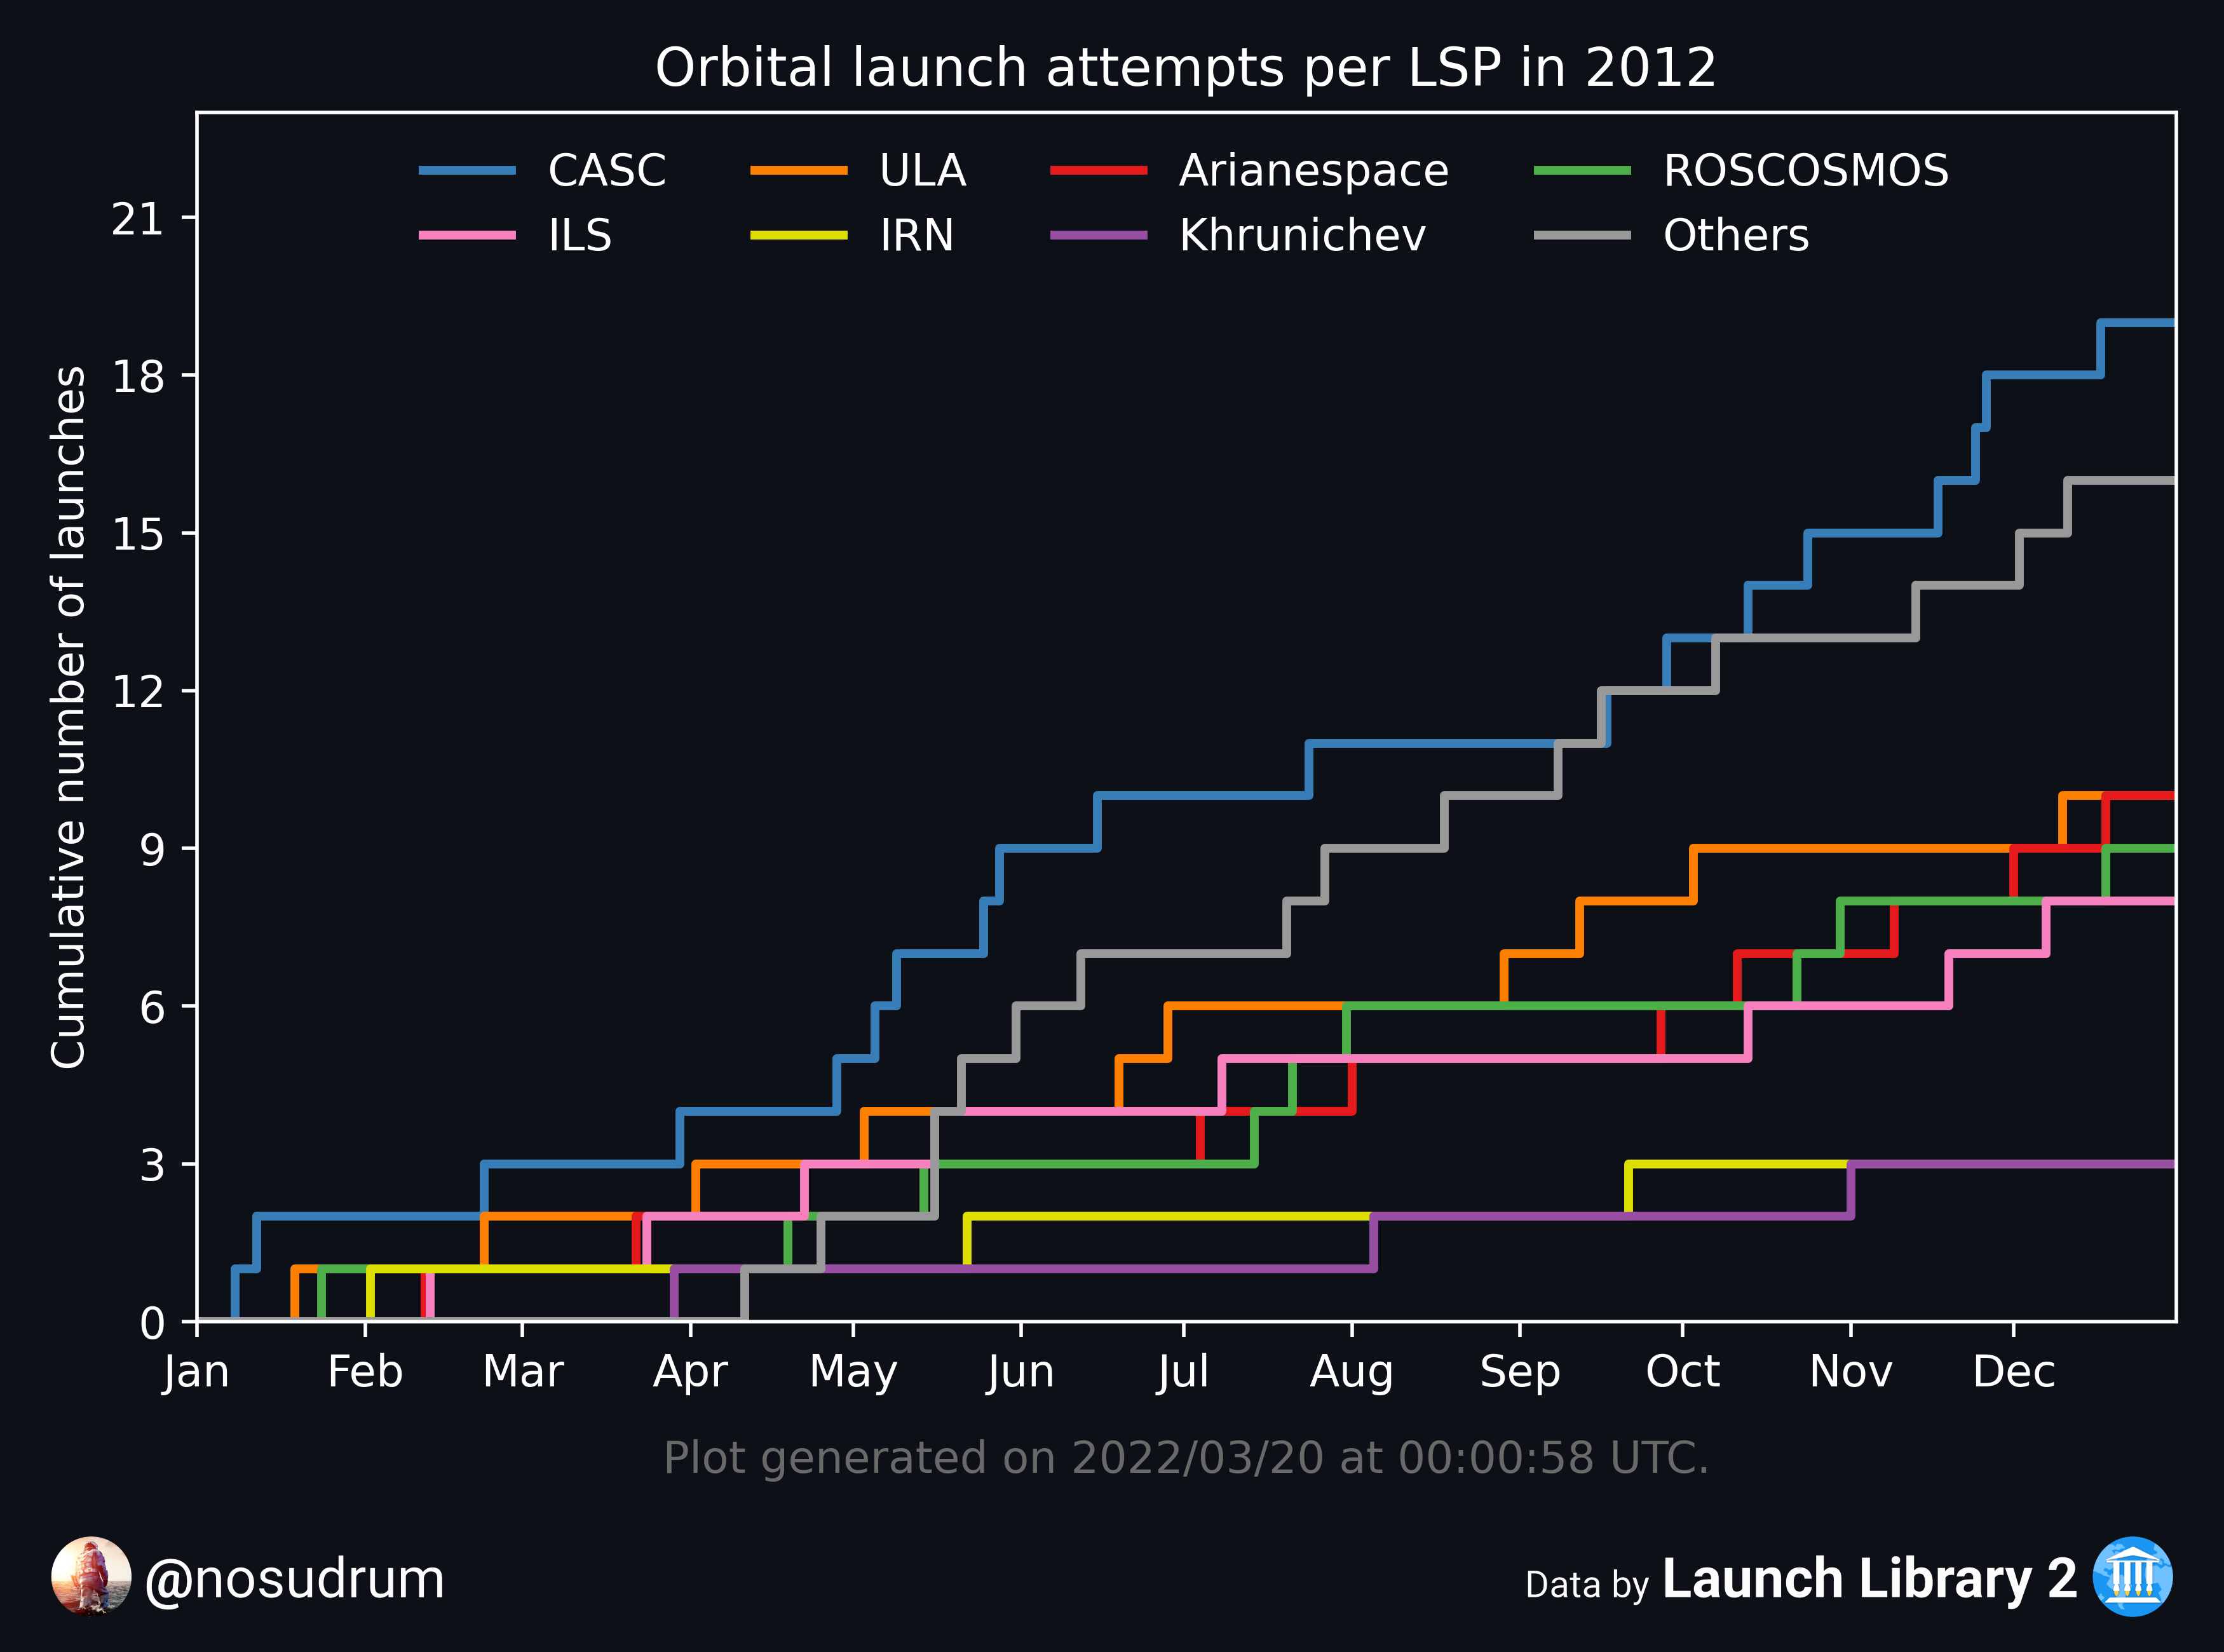 Orbital launch attempts per LSP in 2012
CASC ULA Arianespace ROSCOSMOS
ILS IRN Khrunichev Others
Cumulative number of launches
21
18
15
12
9
6
3
0
Jan Feb Mar Apr May Jun Jul Aug Sep Oct Nov Dec
Plot generated on 2022/03/20 at 00:00:58 UTC.
@nosudrum
Data by Launch Library 2